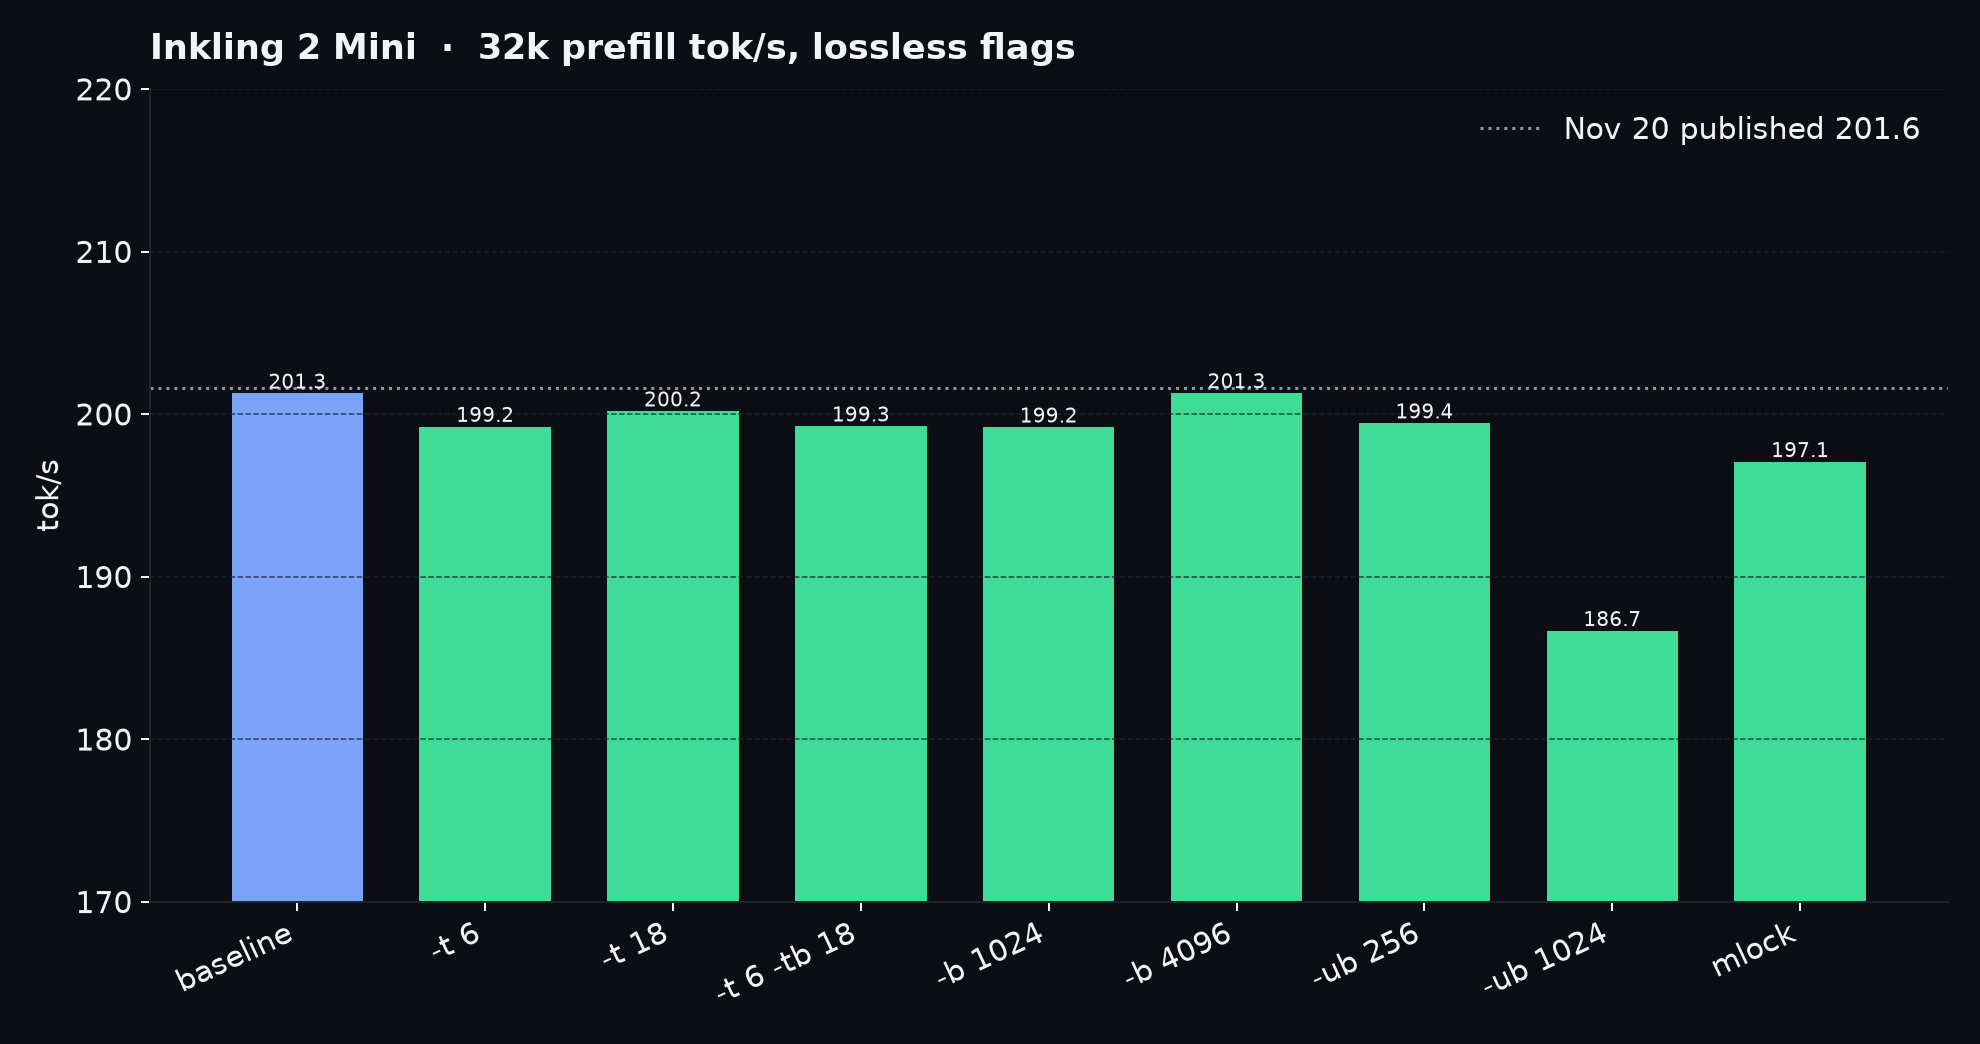 Inkling 2 Mini · 32k prefill tok/s, lossless flags
220
Nov 20 published 201.6
210
200
190
180
170
tok/s
201.3
199.2
200.2
199.3
199.2
201.3
199.4
186.7
197.1
baseline
-t 6
-t 18
-t 6 -tb 18
-b 1024
-b 4096
-ub 256
-ub 1024
mlock